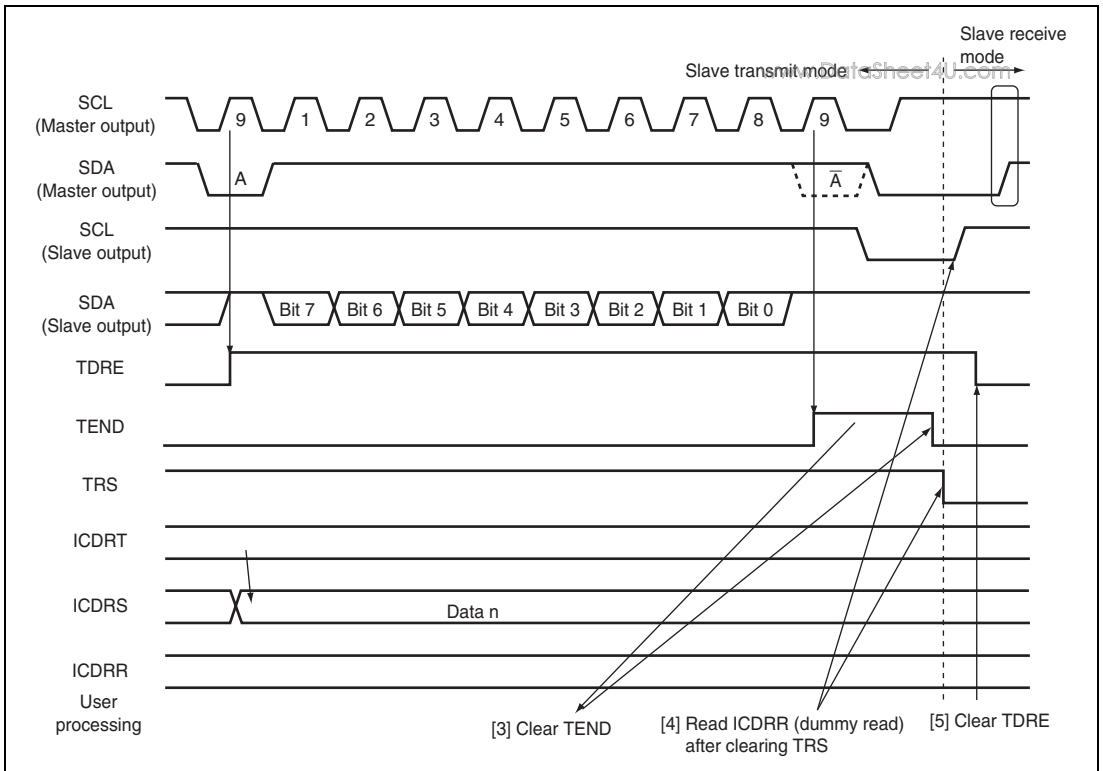 Slave receive
mode
Slave transmit mode
www.DataSheet4U.com
SCL
(Master output)
9 1 2 3 4 5 6 7 8 9
SDA
(Master output)
A A̅
SCL
(Slave output)
SDA
(Slave output)
Bit 7 Bit 6 Bit 5 Bit 4 Bit 3 Bit 2 Bit 1 Bit 0
TDRE
TEND
TRS
ICDRT
ICDRS
Data n
ICDRR
User
processing
[3] Clear TEND
[4] Read ICDRR (dummy read)
after clearing TRS
[5] Clear TDRE